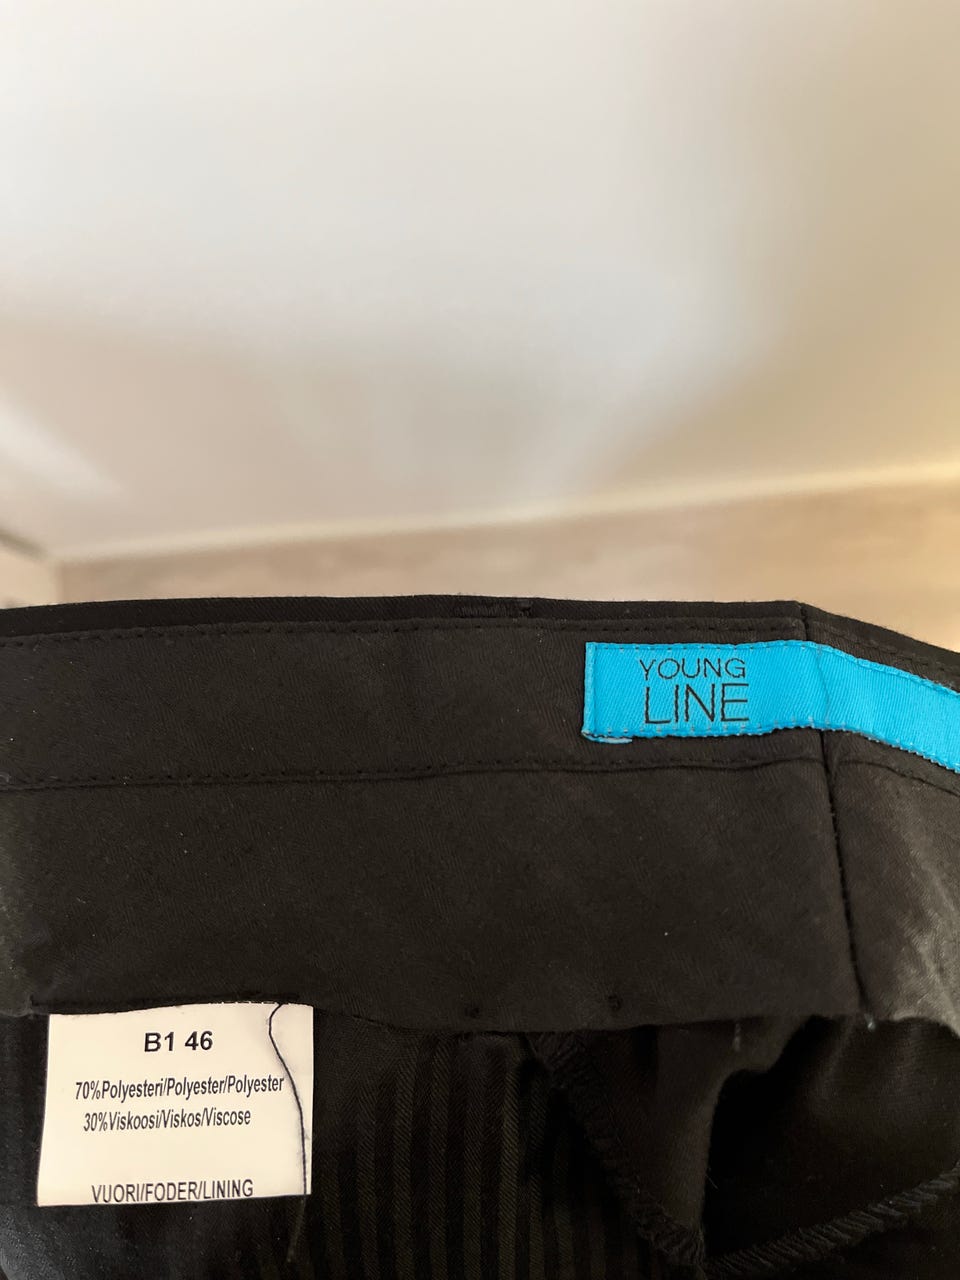 YOUNG
LINE
B1 46
70%Polyesteri/Polyester/Polyester
30%Viskoosi/Viskos/Viscose
VUORI/FODER/LINING